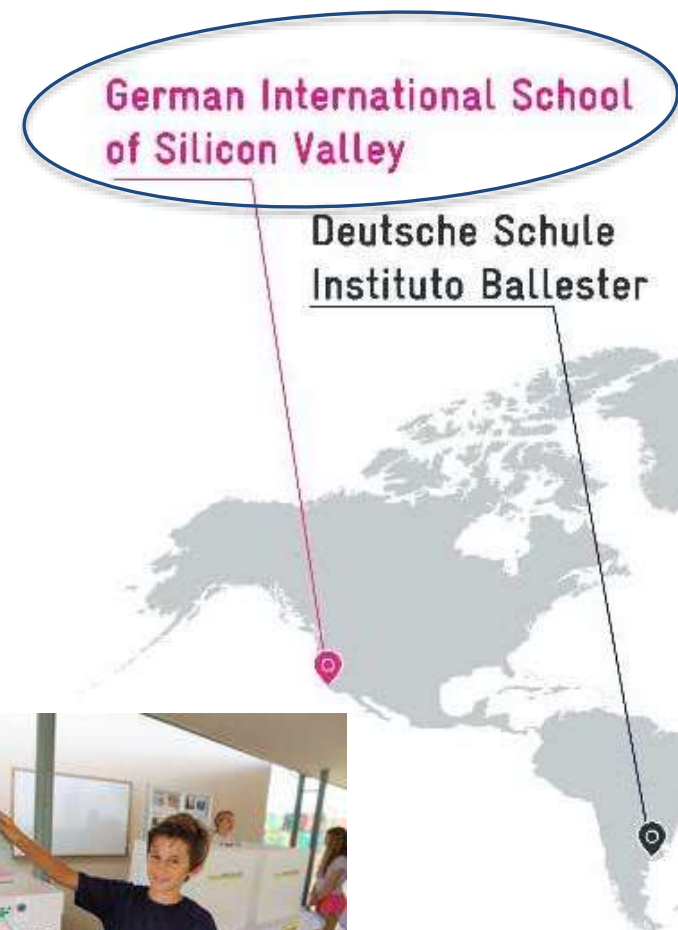 German International School
of Silicon Valley
Deutsche Schule
Instituto Ballester